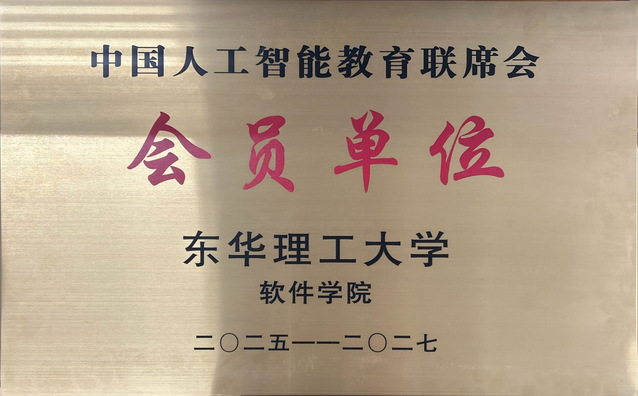 中国人工智能教育联席会
会员单位
东华理工大学
软件学院
二〇二五——二〇二七